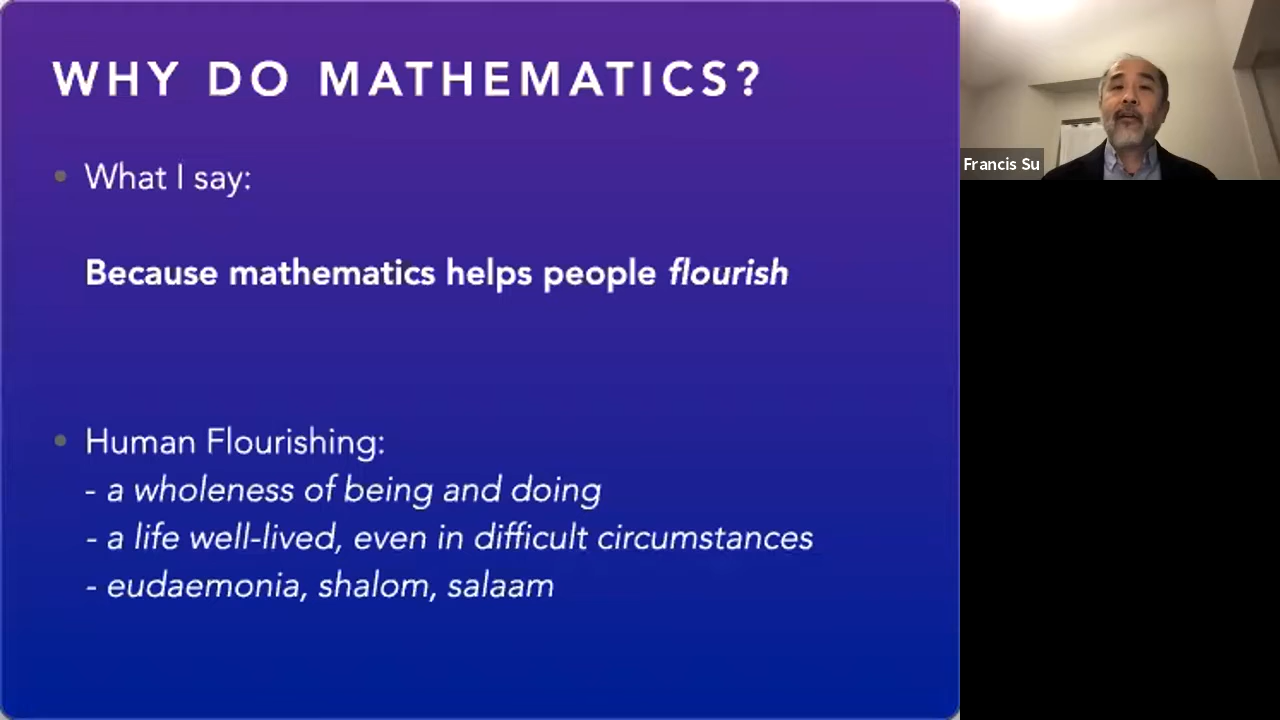 WHY DO MATHEMATICS?
• What I say:
Because mathematics helps people flourish
• Human Flourishing:
- a wholeness of being and doing
- a life well-lived, even in difficult circumstances
- eudaemonia, shalom, salaam
Francis Su